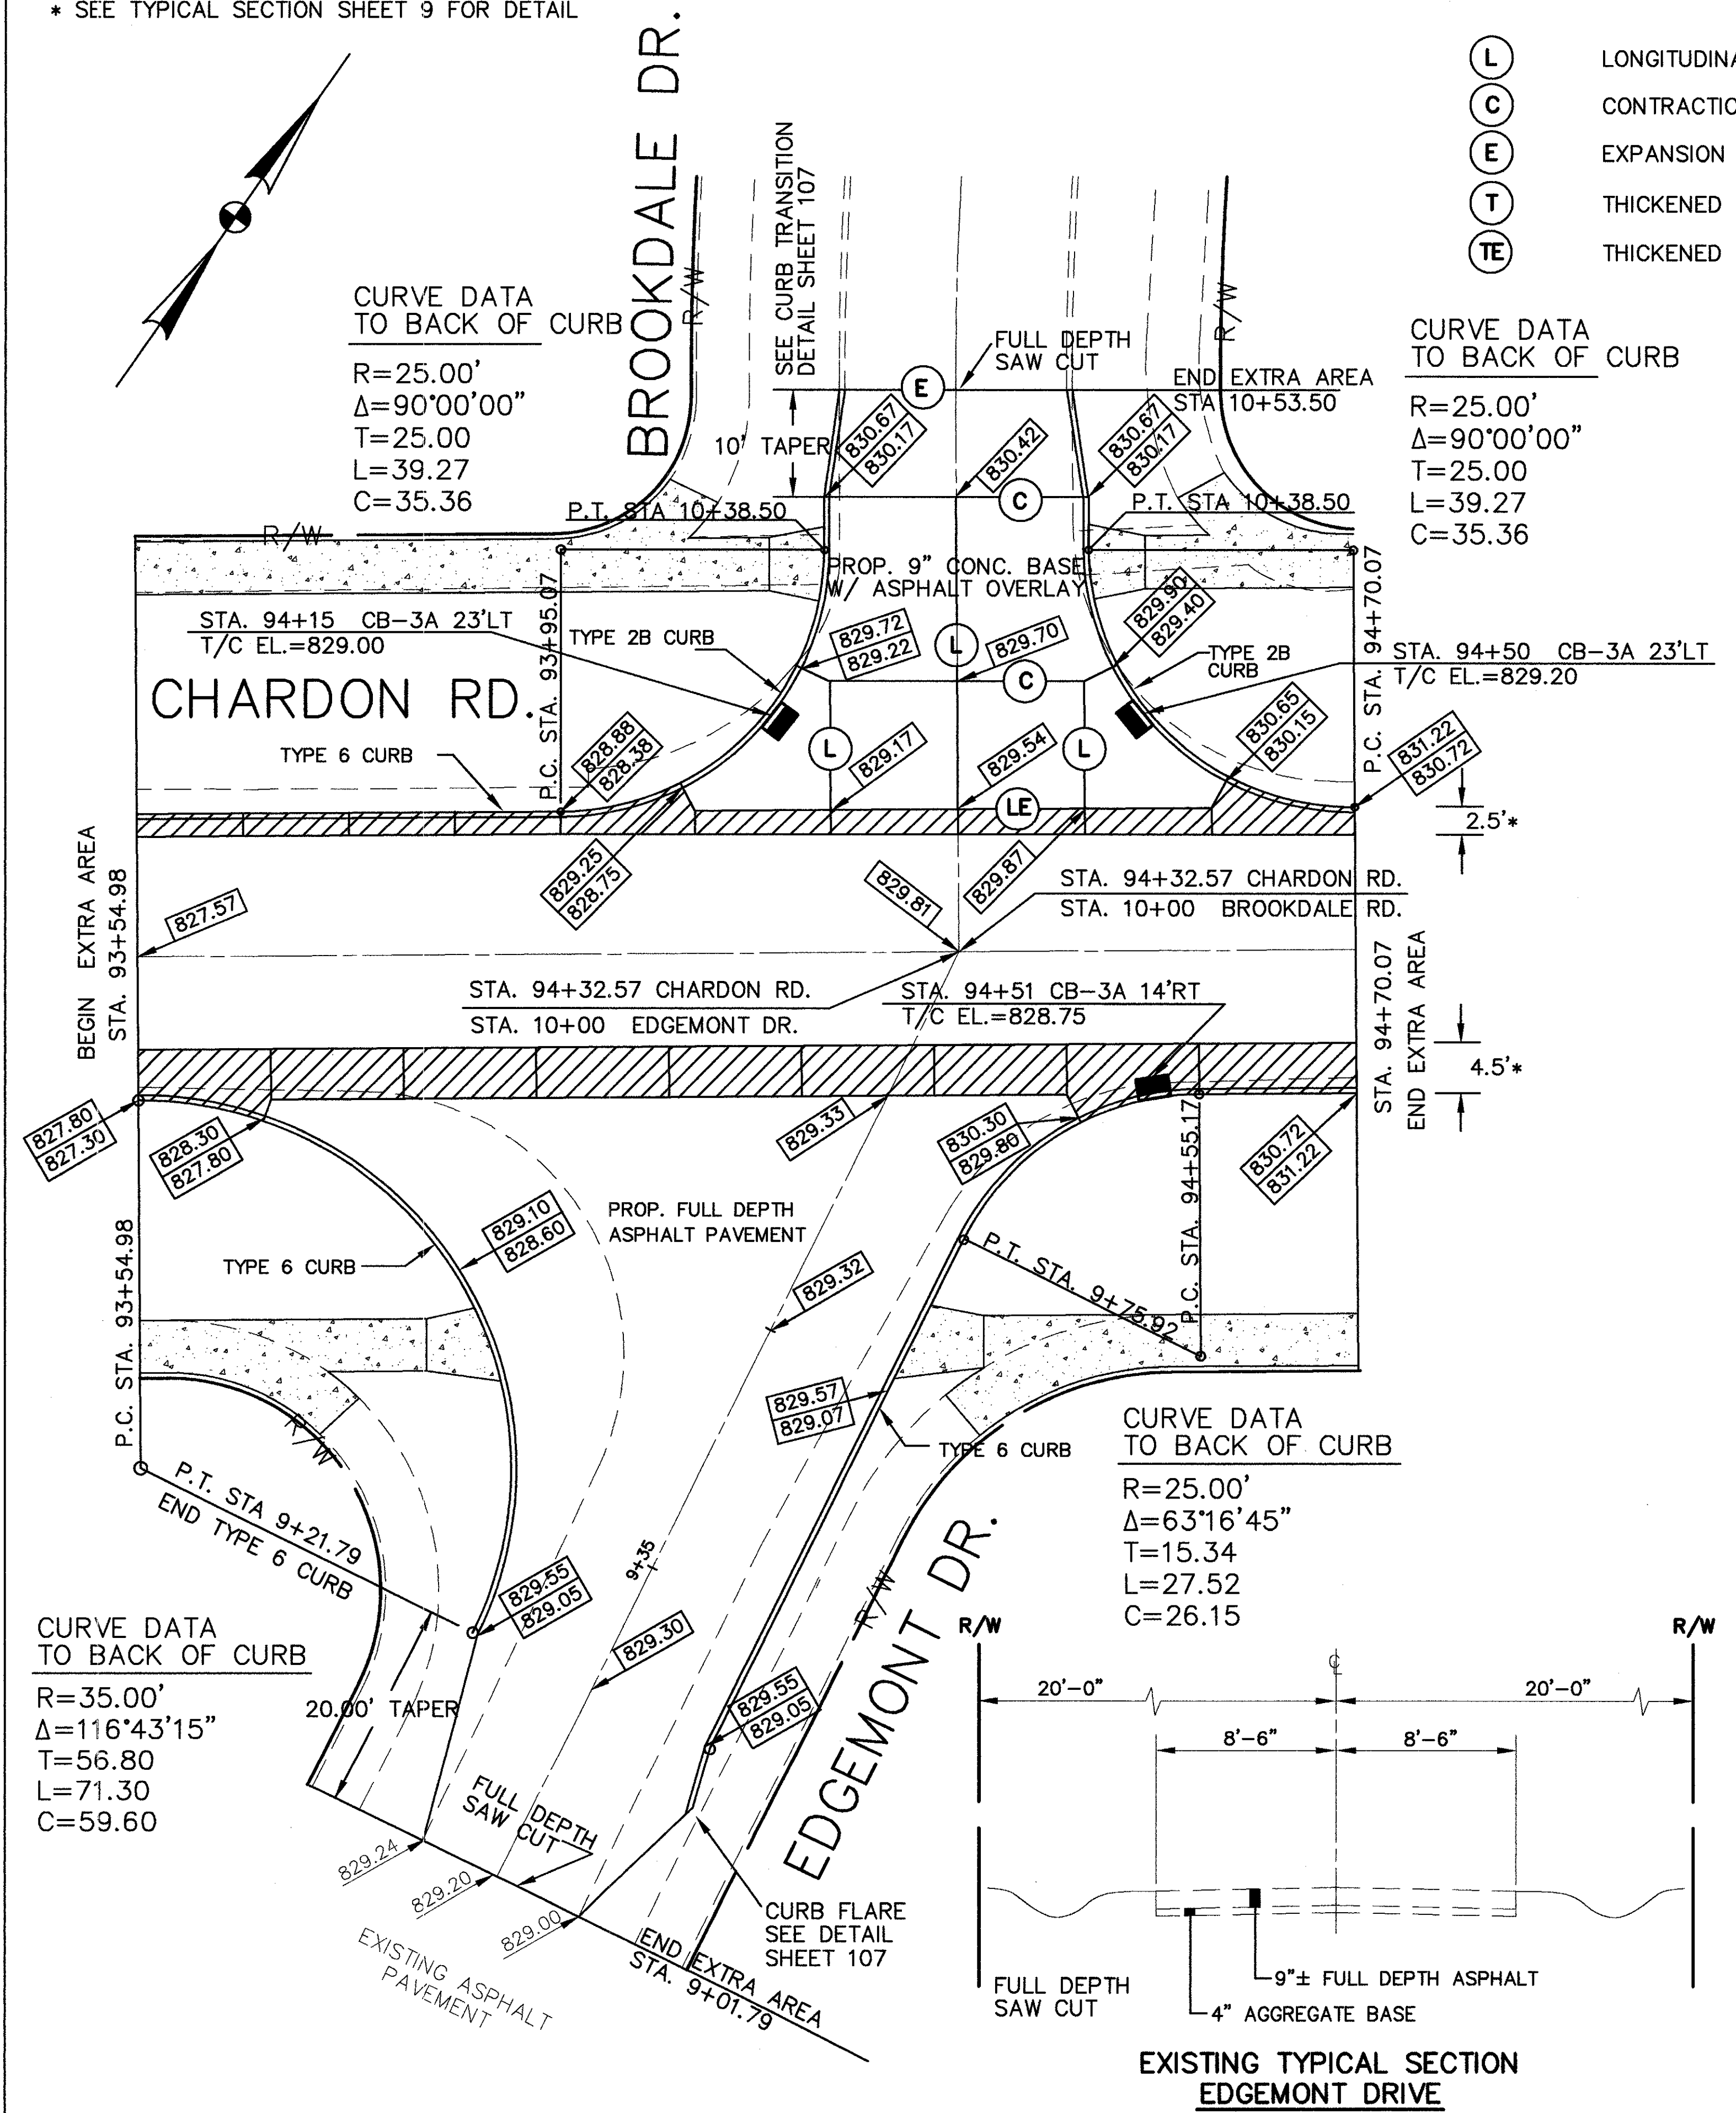 * SEE TYPICAL SECTION SHEET 9 FOR DETAIL
BROOKDALE DR.
L LONGITUDINA
C CONTRACTIO
E EXPANSION
T THICKENED
TE THICKENED
SEE CURB TRANSITION
DETAIL SHEET 107
CURVE DATA
TO BACK OF CURB
R=25.00'
Δ=90°00'00"
T=25.00
L=39.27
C=35.36
R/W
R/W
FULL DEPTH
SAW CUT
E
END EXTRA AREA
STA 10+53.50
CURVE DATA
TO BACK OF CURB
R=25.00'
Δ=90°00'00"
T=25.00
L=39.27
C=35.36
10' TAPER
830.67
830.17
830.42
830.67
830.17
C
P.T. STA 10+38.50
P.T. STA 10+38.50
R/W
PROP. 9" CONC. BASE
W/ ASPHALT OVERLAY
STA. 94+15 CB-3A 23'LT
T/C EL.=829.00
P.C. STA. 93+95.07
TYPE 2B CURB
829.72
829.22
L
829.70
829.90
829.40
TYPE 2B
CURB
P.C. STA. 94+70.07
STA. 94+50 CB-3A 23'LT
T/C EL.=829.20
C
CHARDON RD.
TYPE 6 CURB
828.88
828.38
L
829.17
829.54
L
830.65
830.15
831.22
830.72
LE
2.5'*
BEGIN EXTRA AREA
STA. 93+54.98
827.57
829.25
828.75
829.81
829.87
STA. 94+32.57 CHARDON RD.
STA. 10+00 BROOKDALE RD.
STA. 94+32.57 CHARDON RD.
STA. 10+00 EDGEMONT DR.
STA. 94+51 CB-3A 14'RT
T/C EL.=828.75
STA. 94+70.07
END EXTRA AREA
4.5'*
827.80
827.30
828.30
827.80
829.33
830.30
829.80
830.72
831.22
P.C. STA. 93+54.98
829.10
828.60
PROP. FULL DEPTH
ASPHALT PAVEMENT
TYPE 6 CURB
829.32
P.T. STA. 9+75.92
P.C. STA. 94+55.17
829.57
829.07
TYPE 6 CURB
R/W
CURVE DATA
TO BACK OF CURB
R=25.00'
Δ=63°16'45"
T=15.34
L=27.52
C=26.15
P.T. STA 9+21.79
END TYPE 6 CURB
9+35
829.55
829.05
829.30
EDGEMONT DR.
R/W
CURVE DATA
TO BACK OF CURB
R=35.00'
Δ=116°43'15"
T=56.80
L=71.30
C=59.60
20.00' TAPER
829.55
829.05
FULL DEPTH
SAW CUT
829.24
829.20
829.00
EXISTING ASPHALT
PAVEMENT
CURB FLARE
SEE DETAIL
SHEET 107
END EXTRA AREA
STA. 9+01.79
R/W
R/W
℄
20'-0"
20'-0"
8'-6"
8'-6"
FULL DEPTH
SAW CUT
9"± FULL DEPTH ASPHALT
4" AGGREGATE BASE
EXISTING TYPICAL SECTION
EDGEMONT DRIVE